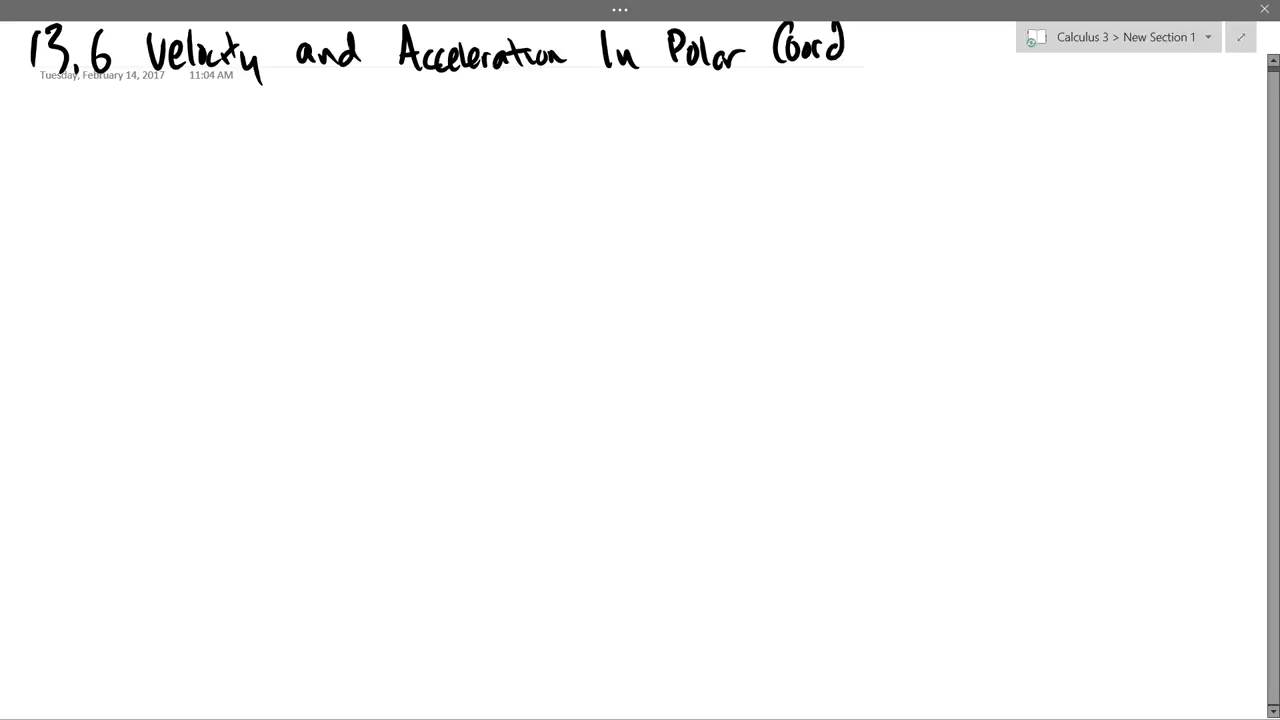 13.6 Velocity and Acceleration In Polar Coord
Tuesday, February 14, 2017 11:04 AM
Calculus 3 > New Section 1